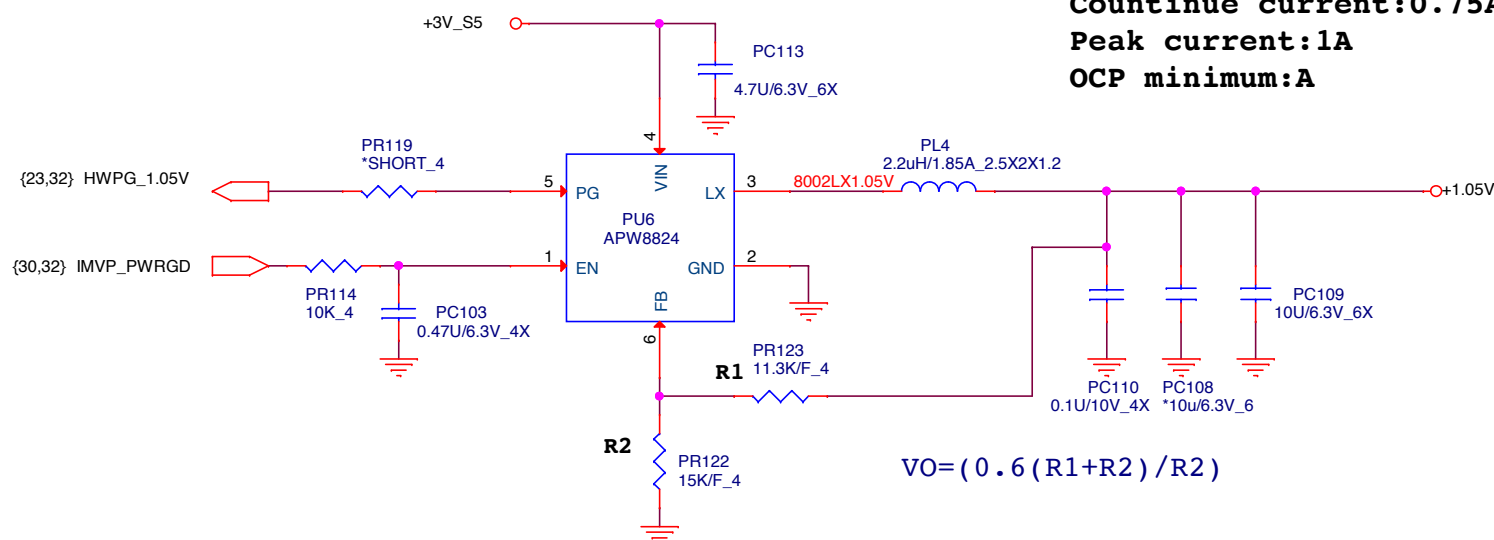 Countinue current:0.75A
Peak current:1A
OCP minimum:A
+3V_S5
PC113
4.7U/6.3V_6X
4
PR119
*SHORT_4
PL4
2.2uH/1.85A_2.5X2X1.2
{23,32} HWPG_1.05V
5
PG
VIN
LX
3
8002LX1.05V
+1.05V
PU6
APW8824
{30,32} IMVP_PWRGD
1
EN
GND
2
FB
6
PR114
10K_4
PC103
0.47U/6.3V_4X
PC109
10U/6.3V_6X
R1
PR123
11.3K/F_4
PC110
0.1U/10V_4X
PC108
*10u/6.3V_6
R2
PR122
15K/F_4
VO=(0.6(R1+R2)/R2)